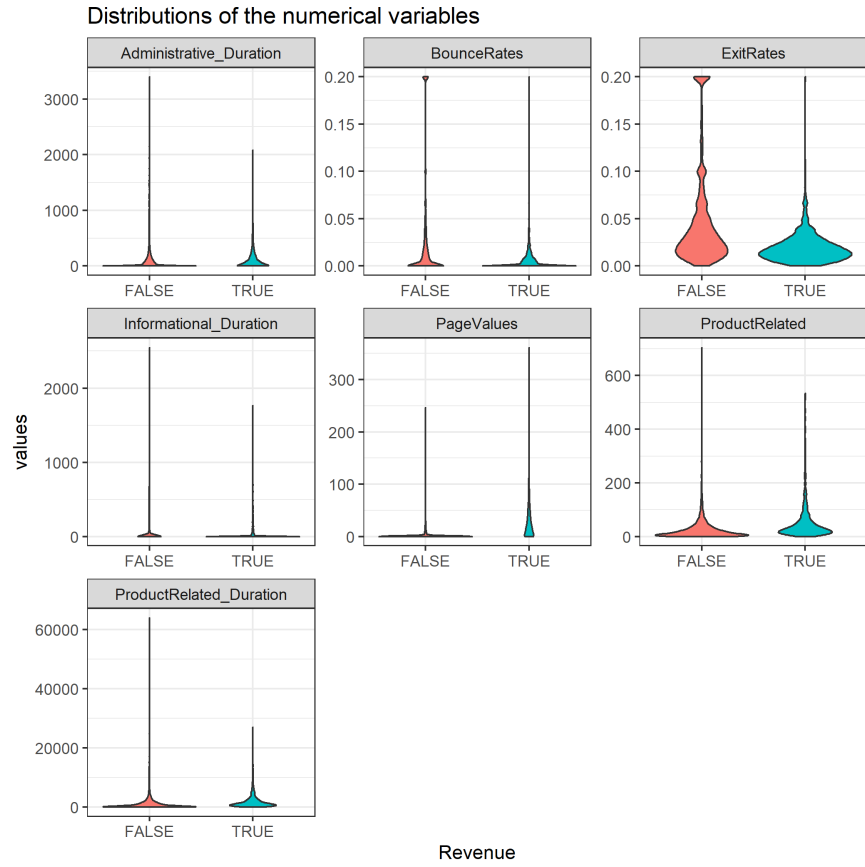 Distributions of the numerical variables
Administrative_Duration
BounceRates
ExitRates
3000
2000
1000
0
0.20
0.15
0.10
0.05
0.00
0.20
0.15
0.10
0.05
0.00
FALSE TRUE
FALSE TRUE
FALSE TRUE
Informational_Duration
PageValues
ProductRelated
values
2000
1000
0
300
200
100
0
600
400
200
0
FALSE TRUE
FALSE TRUE
FALSE TRUE
ProductRelated_Duration
60000
40000
20000
0
FALSE TRUE
Revenue